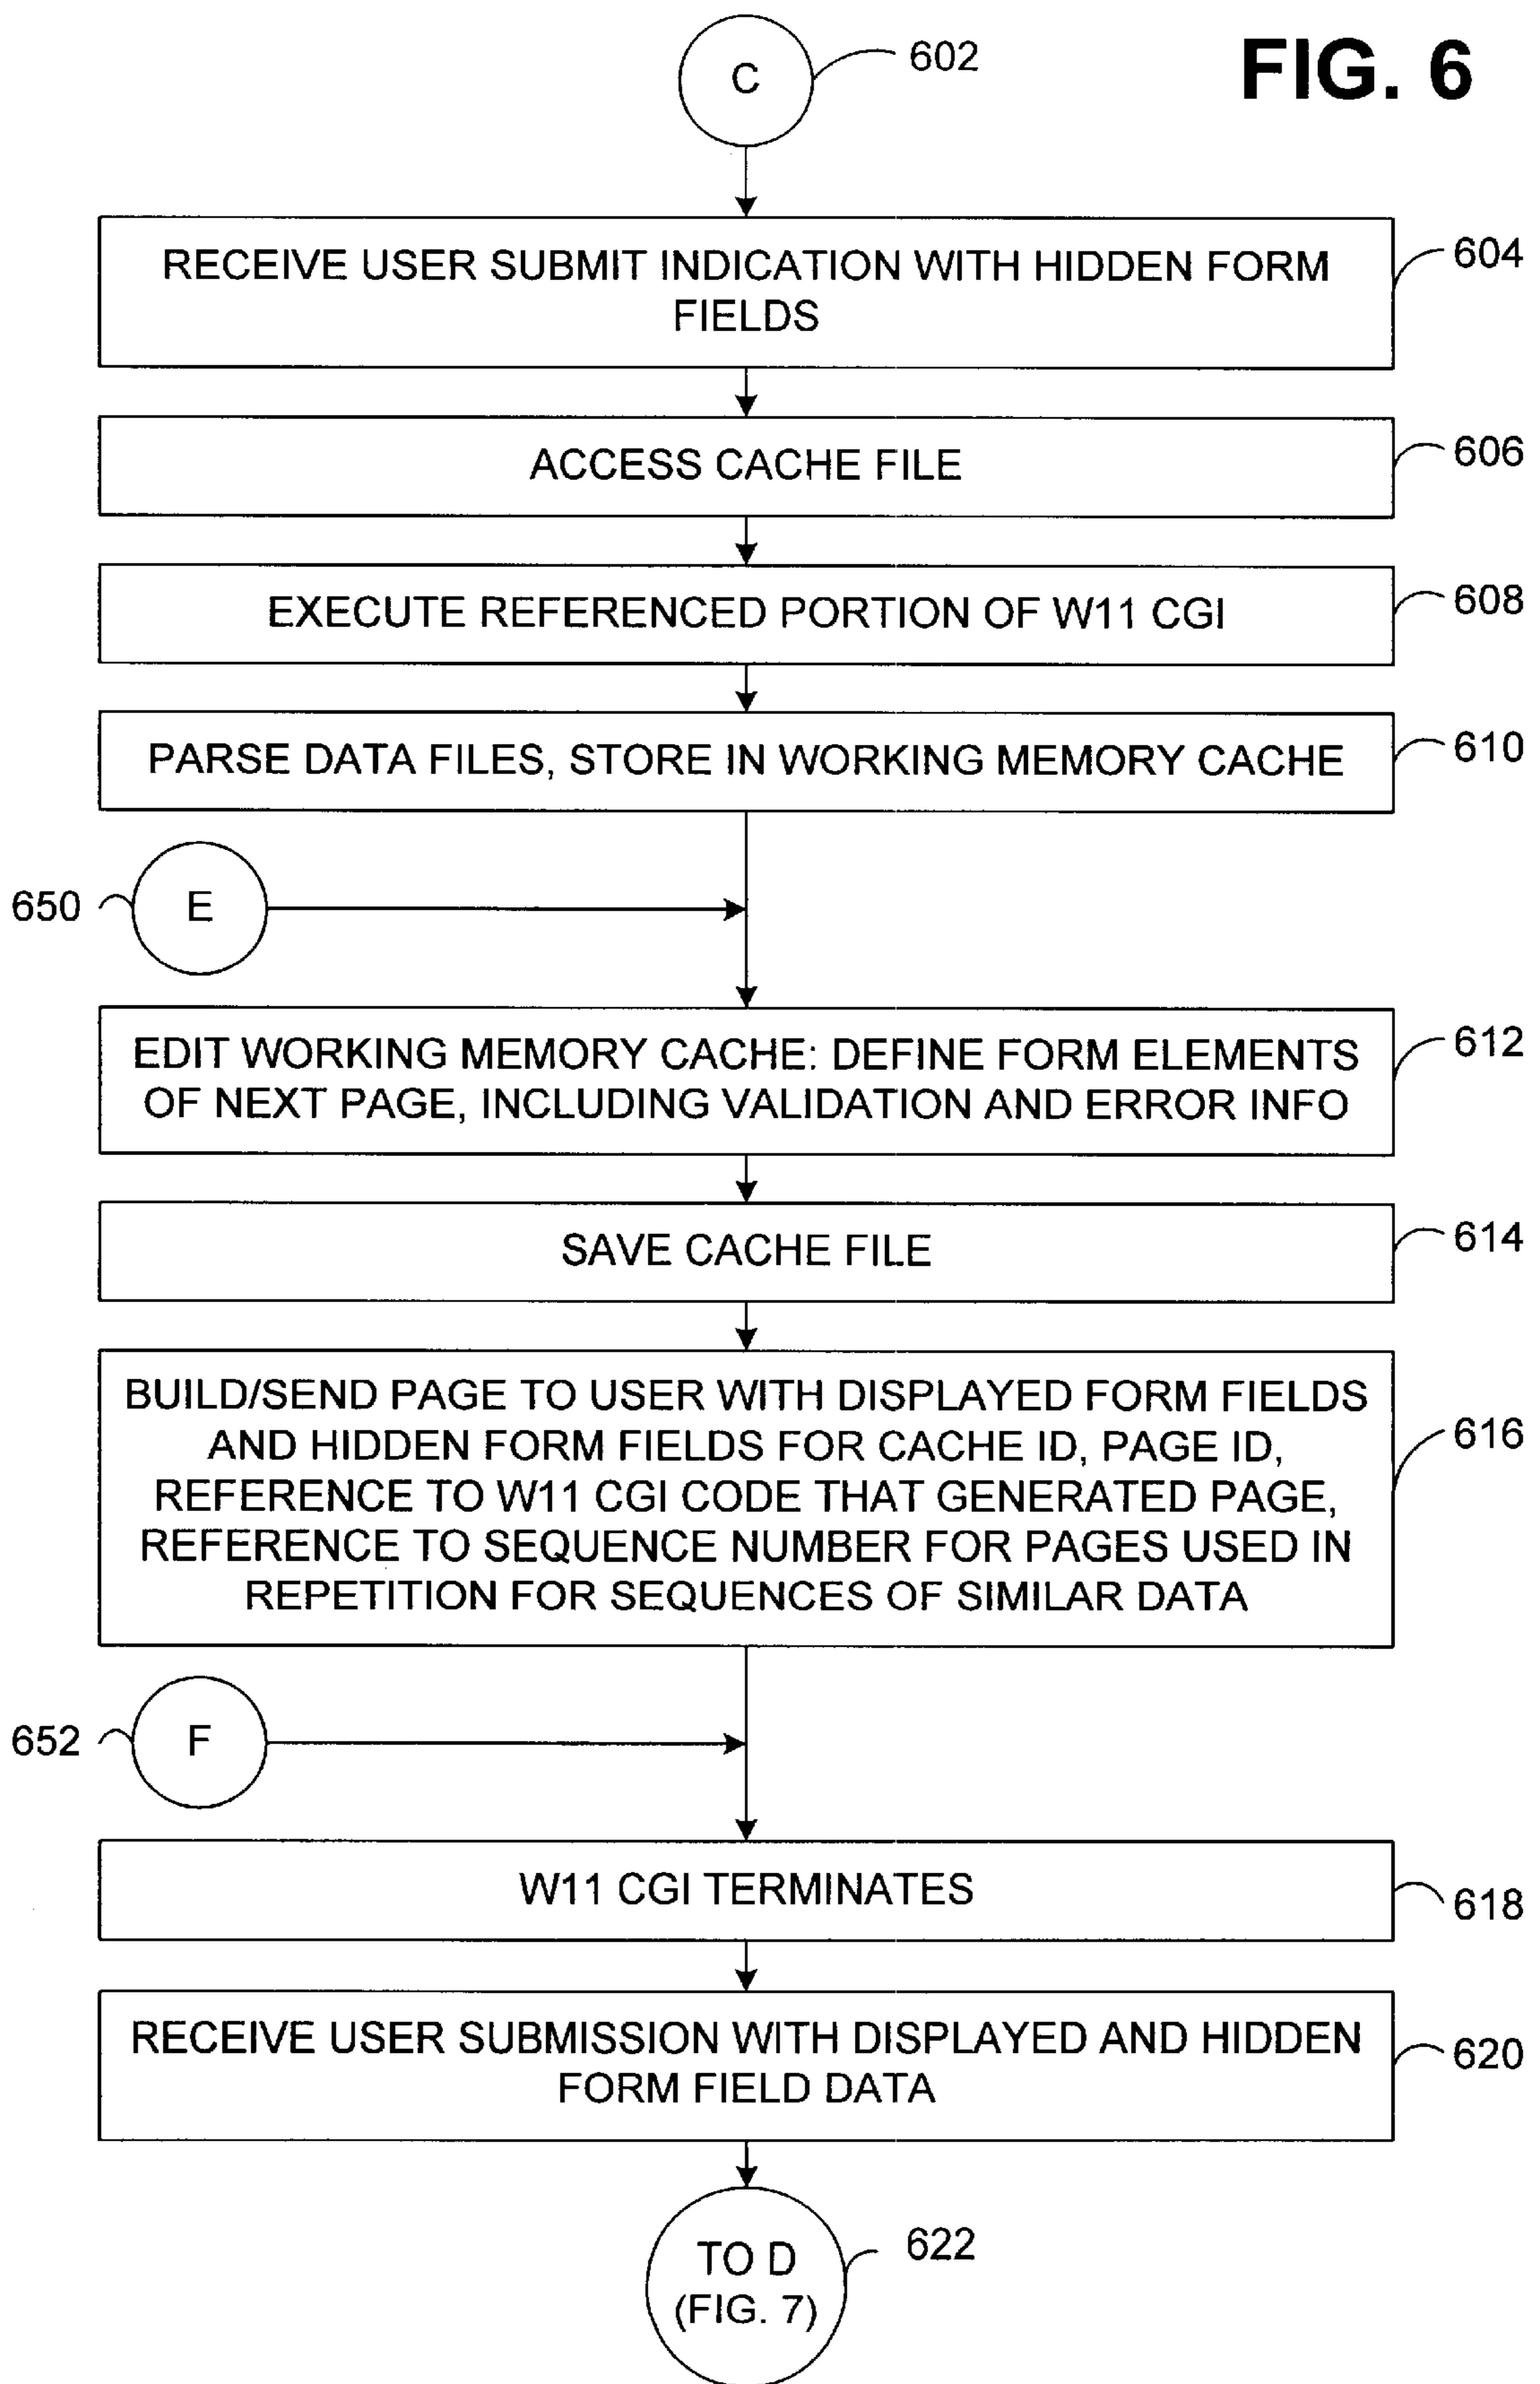 FIG. 6
C
602
RECEIVE USER SUBMIT INDICATION WITH HIDDEN FORM
FIELDS
604
ACCESS CACHE FILE
606
EXECUTE REFERENCED PORTION OF W11 CGI
608
PARSE DATA FILES, STORE IN WORKING MEMORY CACHE
610
650
E
EDIT WORKING MEMORY CACHE: DEFINE FORM ELEMENTS
OF NEXT PAGE, INCLUDING VALIDATION AND ERROR INFO
612
SAVE CACHE FILE
614
BUILD/SEND PAGE TO USER WITH DISPLAYED FORM FIELDS
AND HIDDEN FORM FIELDS FOR CACHE ID, PAGE ID,
REFERENCE TO W11 CGI CODE THAT GENERATED PAGE,
REFERENCE TO SEQUENCE NUMBER FOR PAGES USED IN
REPETITION FOR SEQUENCES OF SIMILAR DATA
616
652
F
W11 CGI TERMINATES
618
RECEIVE USER SUBMISSION WITH DISPLAYED AND HIDDEN
FORM FIELD DATA
620
TO D
(FIG. 7)
622